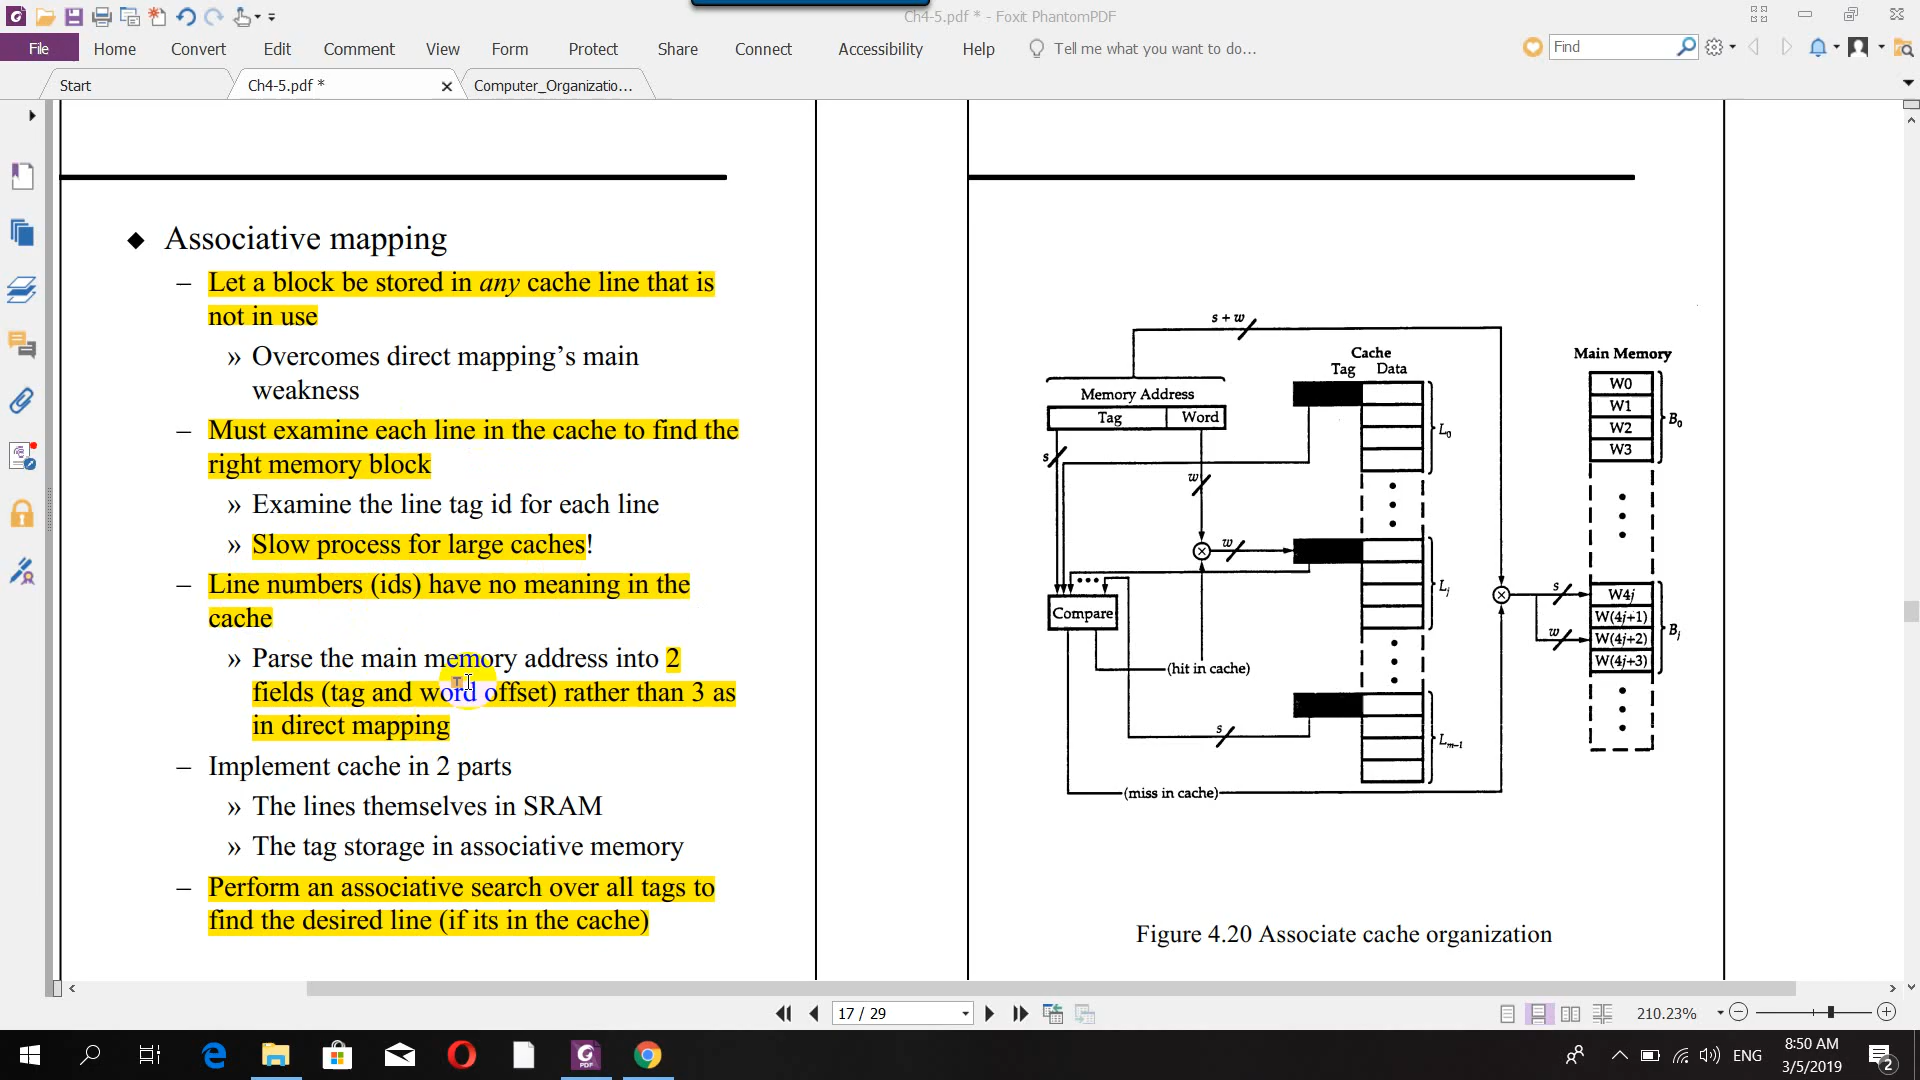 Ch4-5.pdf * - Foxit PhantomPDF
File Home Convert Edit Comment View Form Protect Share Connect Accessibility Help Tell me what you want to do... Find
Start Ch4-5.pdf * Computer_Organizatio...
◆ Associative mapping
– Let a block be stored in any cache line that is
not in use
» Overcomes direct mapping's main
weakness
– Must examine each line in the cache to find the
right memory block
» Examine the line tag id for each line
» Slow process for large caches!
– Line numbers (ids) have no meaning in the
cache
» Parse the main memory address into 2
fields (tag and word offset) rather than 3 as
in direct mapping
– Implement cache in 2 parts
» The lines themselves in SRAM
» The tag storage in associative memory
– Perform an associative search over all tags to
find the desired line (if its in the cache)
s + w
Cache
Tag Data
Main Memory
Memory Address
Tag Word
W0
W1
W2
W3
B0
L0
s
w
w
Lj
Compare
s
W4j
W(4j+1)
w
W(4j+2)
W(4j+3)
Bj
(hit in cache)
s
Lm-1
(miss in cache)
Figure 4.20 Associate cache organization
17 / 29
210.23%
ENG
8:50 AM
3/5/2019
2
PDF